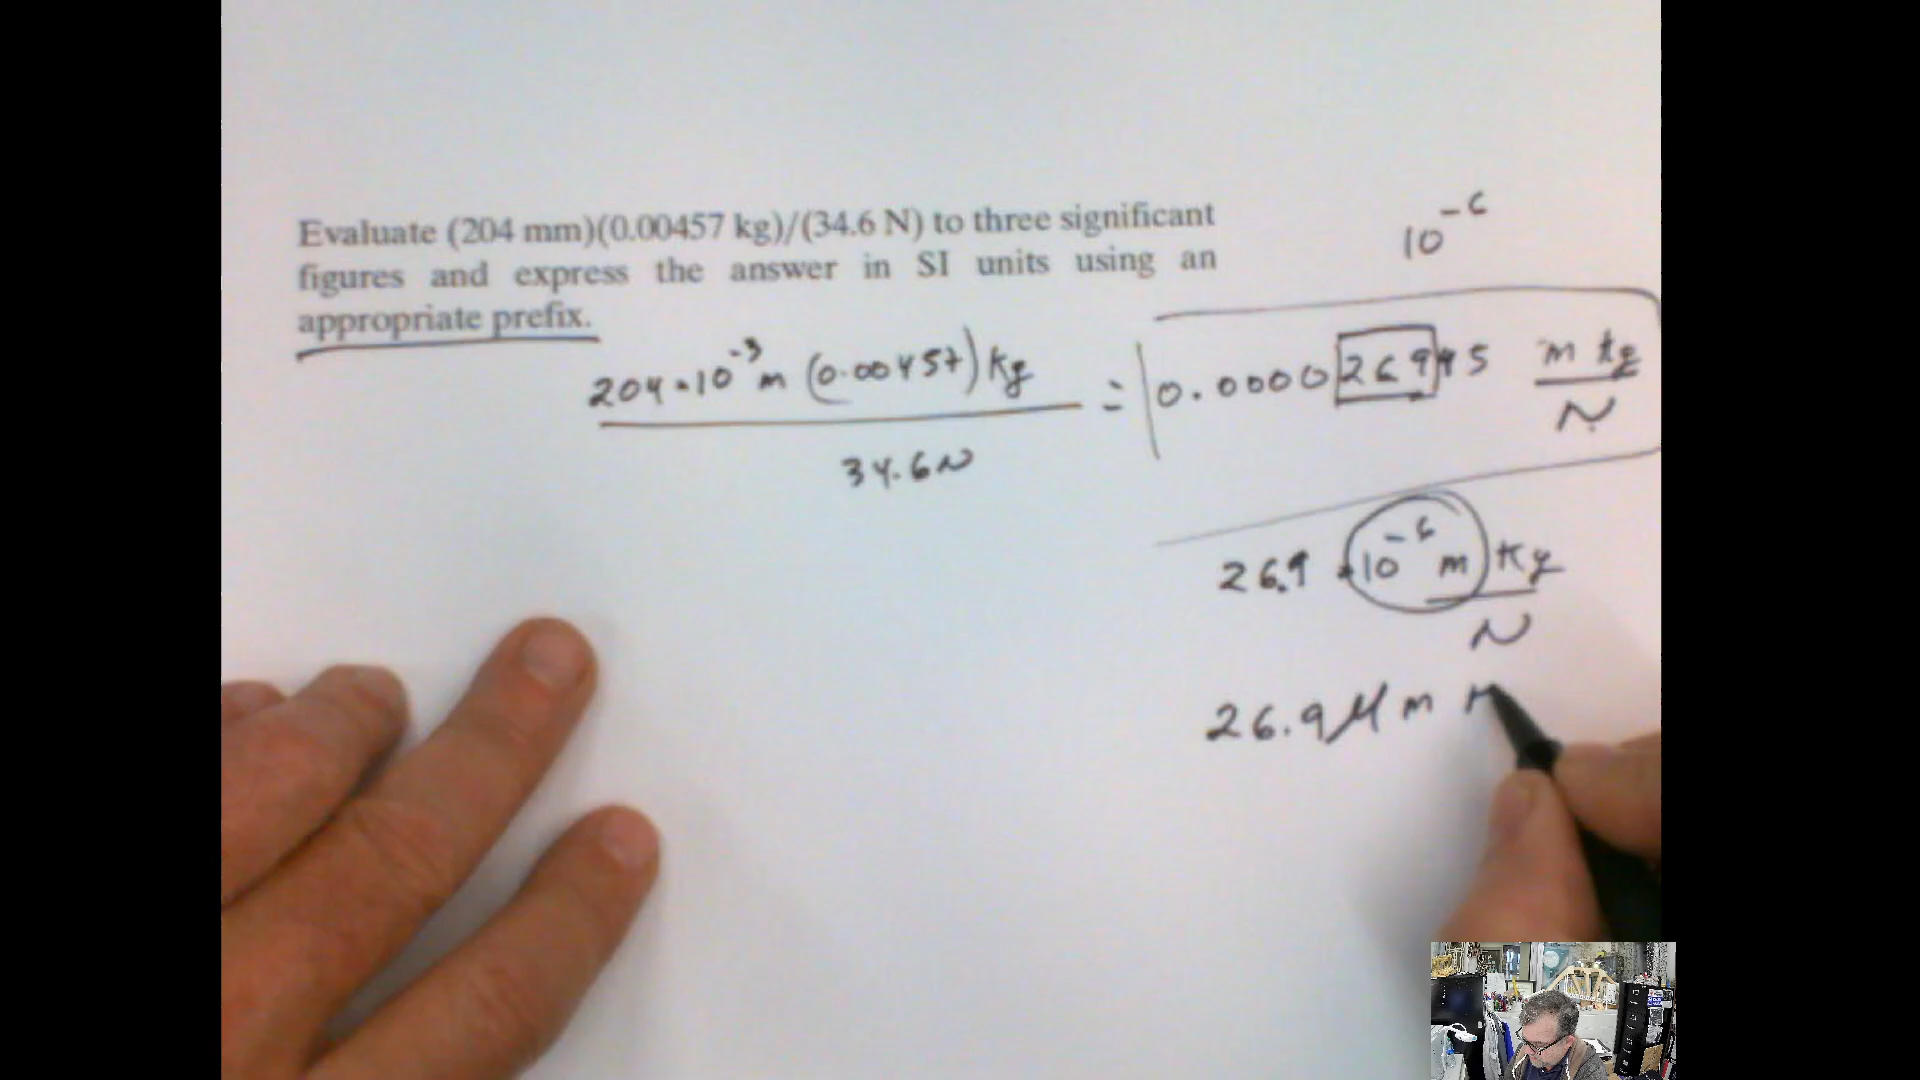 Evaluate (204 mm)(0.00457 kg)/(34.6 N) to three significant
figures and express the answer in SI units using an
appropriate prefix.
10⁻⁶
204·10⁻³ m (0.00457) kg
34.6 N
= 0.000026945 m kg
N
26.9 · 10⁻⁶ m kg
N
26.9 μ m